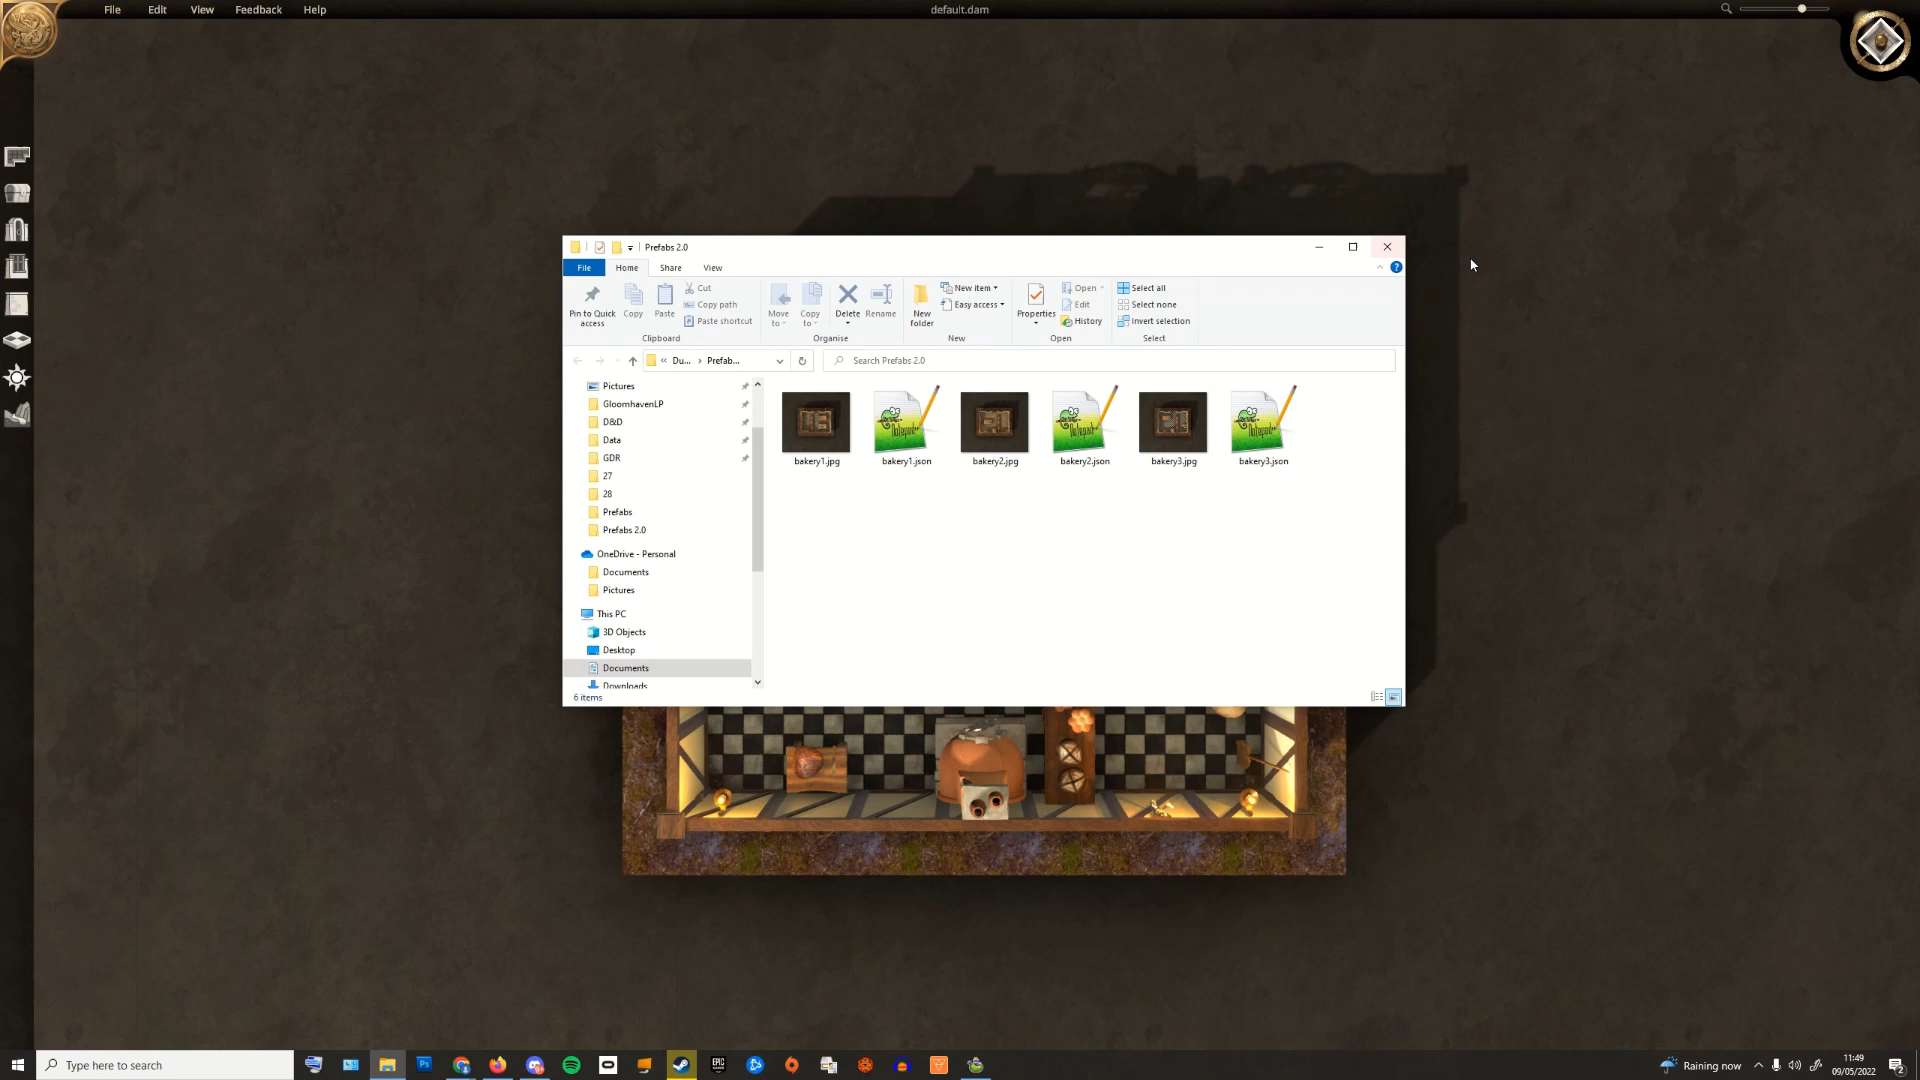 File Edit View Feedback Help
default.dam
Prefabs 2.0
File Home Share View
Pin to Quick access
Copy
Paste
Cut
Copy path
Paste shortcut
Clipboard
Move to
Copy to
Delete
Rename
Organise
New folder
New item
Easy access
New
Properties
Open
Edit
History
Open
Select all
Select none
Invert selection
Select
« Du... › Prefab...
Search Prefabs 2.0
Pictures
GloomhavenLP
D&D
Data
GDR
27
28
Prefabs
Prefabs 2.0
OneDrive - Personal
Documents
Pictures
This PC
3D Objects
Desktop
Documents
Downloads
bakery1.jpg
bakery1.json
bakery2.jpg
bakery2.json
bakery3.jpg
bakery3.json
6 items
Type here to search
Ps
EPIC GAMES
Raining now
11:49
09/05/2022
2